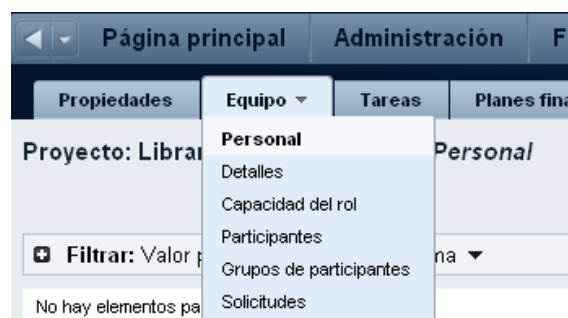 Página principal Administración F
Propiedades Equipo Tareas Planes fina
Personal
Proyecto: Librar Personal
Detalles
Capacidad del rol
Participantes
Filtrar: Valor p ma
Grupos de participantes
No hay elementos pa
Solicitudes